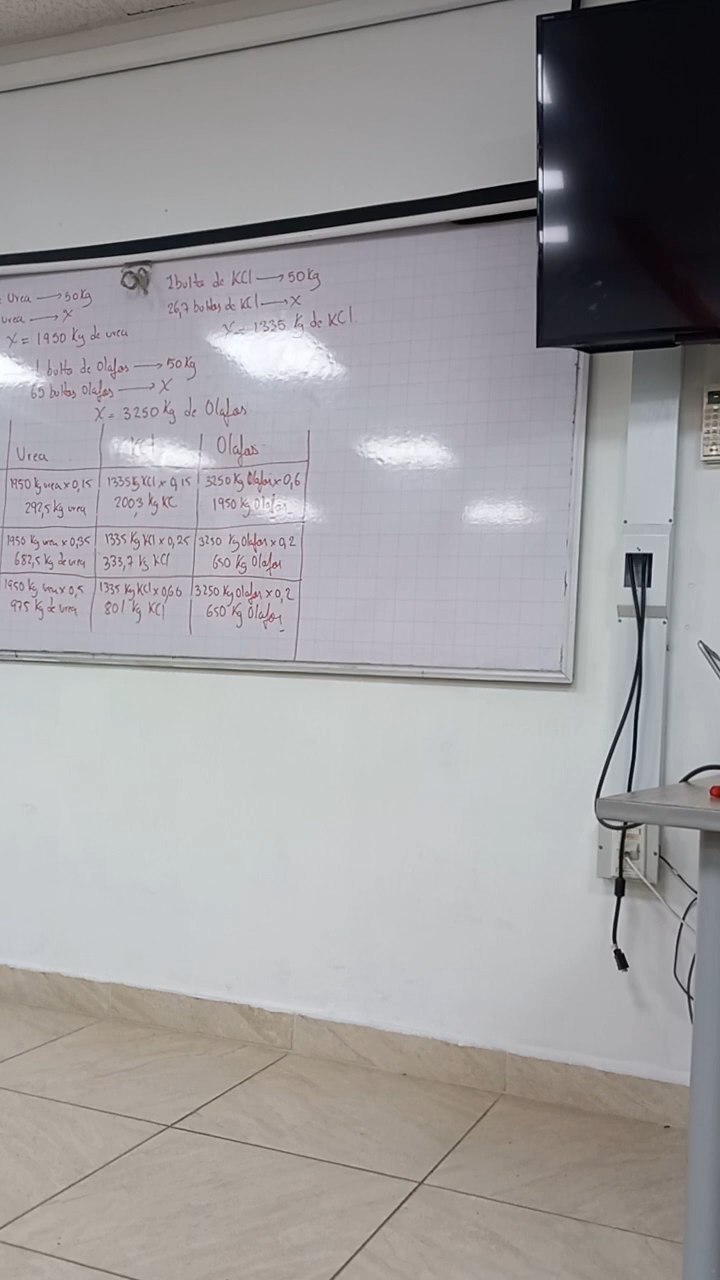 Urea → 50 kg
urea → X
X = 1950 Kg de urea
1 bulto de KCl → 50 Kg
26,7 bultos de KCl → X
X = 1335 Kg de KCl.
1 bulto de Olafos → 50 Kg
65 bultos Olafos → X
X = 3250 Kg de Olafos
Urea KCl Olafos
1950 Kg urea x 0,15 1335 Kg KCl x 0,15 3250 Kg Olafos x 0,6
292,5 Kg urea 200,3 Kg KC 1950 Kg Olafos
1950 Kg urea x 0,35 1335 Kg KCl x 0,25 3250 Kg Olafos x 0,2
682,5 Kg de urea 333,7 Kg KCl 650 Kg Olafos
1950 Kg urea x 0,5 1335 Kg KCl x 0,60 3250 Kg Olafos x 0,2
975 Kg de urea 801 Kg KCl 650 Kg Olafos